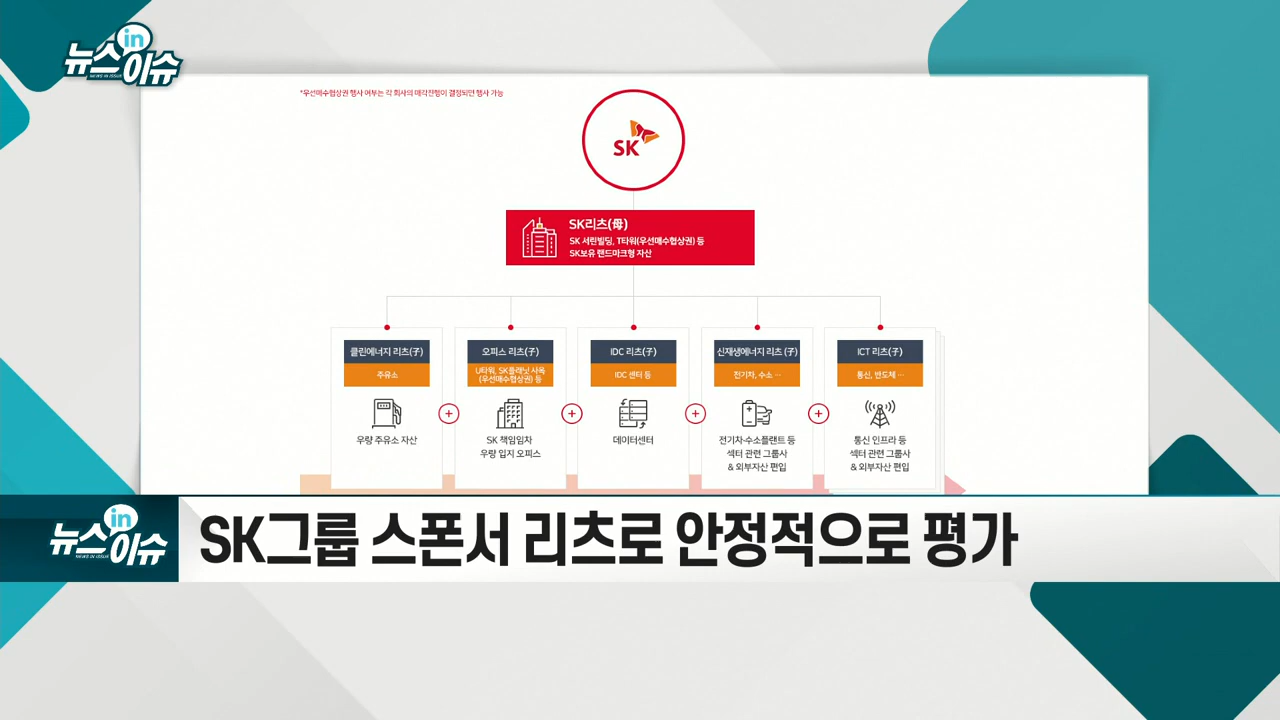 뉴스in이슈
NEWS IN ISSUE
*우선매수협상권 행사 여부는 각 회사의 매각진행이 결정되면 행사 가능
SK
SK리츠(母)
SK 서린빌딩, T타워(우선매수협상권) 등
SK보유 랜드마크형 자산
클린에너지 리츠(子)
주유소
우량 주유소 자산
오피스 리츠(子)
U타워, SK플래닛 사옥
(우선매수협상권) 등
SK 책임임차
우량 입지 오피스
IDC 리츠(子)
IDC 센터 등
데이터센터
신재생에너지 리츠 (子)
전기차, 수소 ···
전기차·수소플랜트 등
섹터 관련 그룹사
& 외부자산 편입
ICT 리츠(子)
통신, 반도체 ···
통신 인프라 등
섹터 관련 그룹사
& 외부자산 편입
뉴스in이슈
NEWS IN ISSUE
SK그룹 스폰서 리츠로 안정적으로 평가